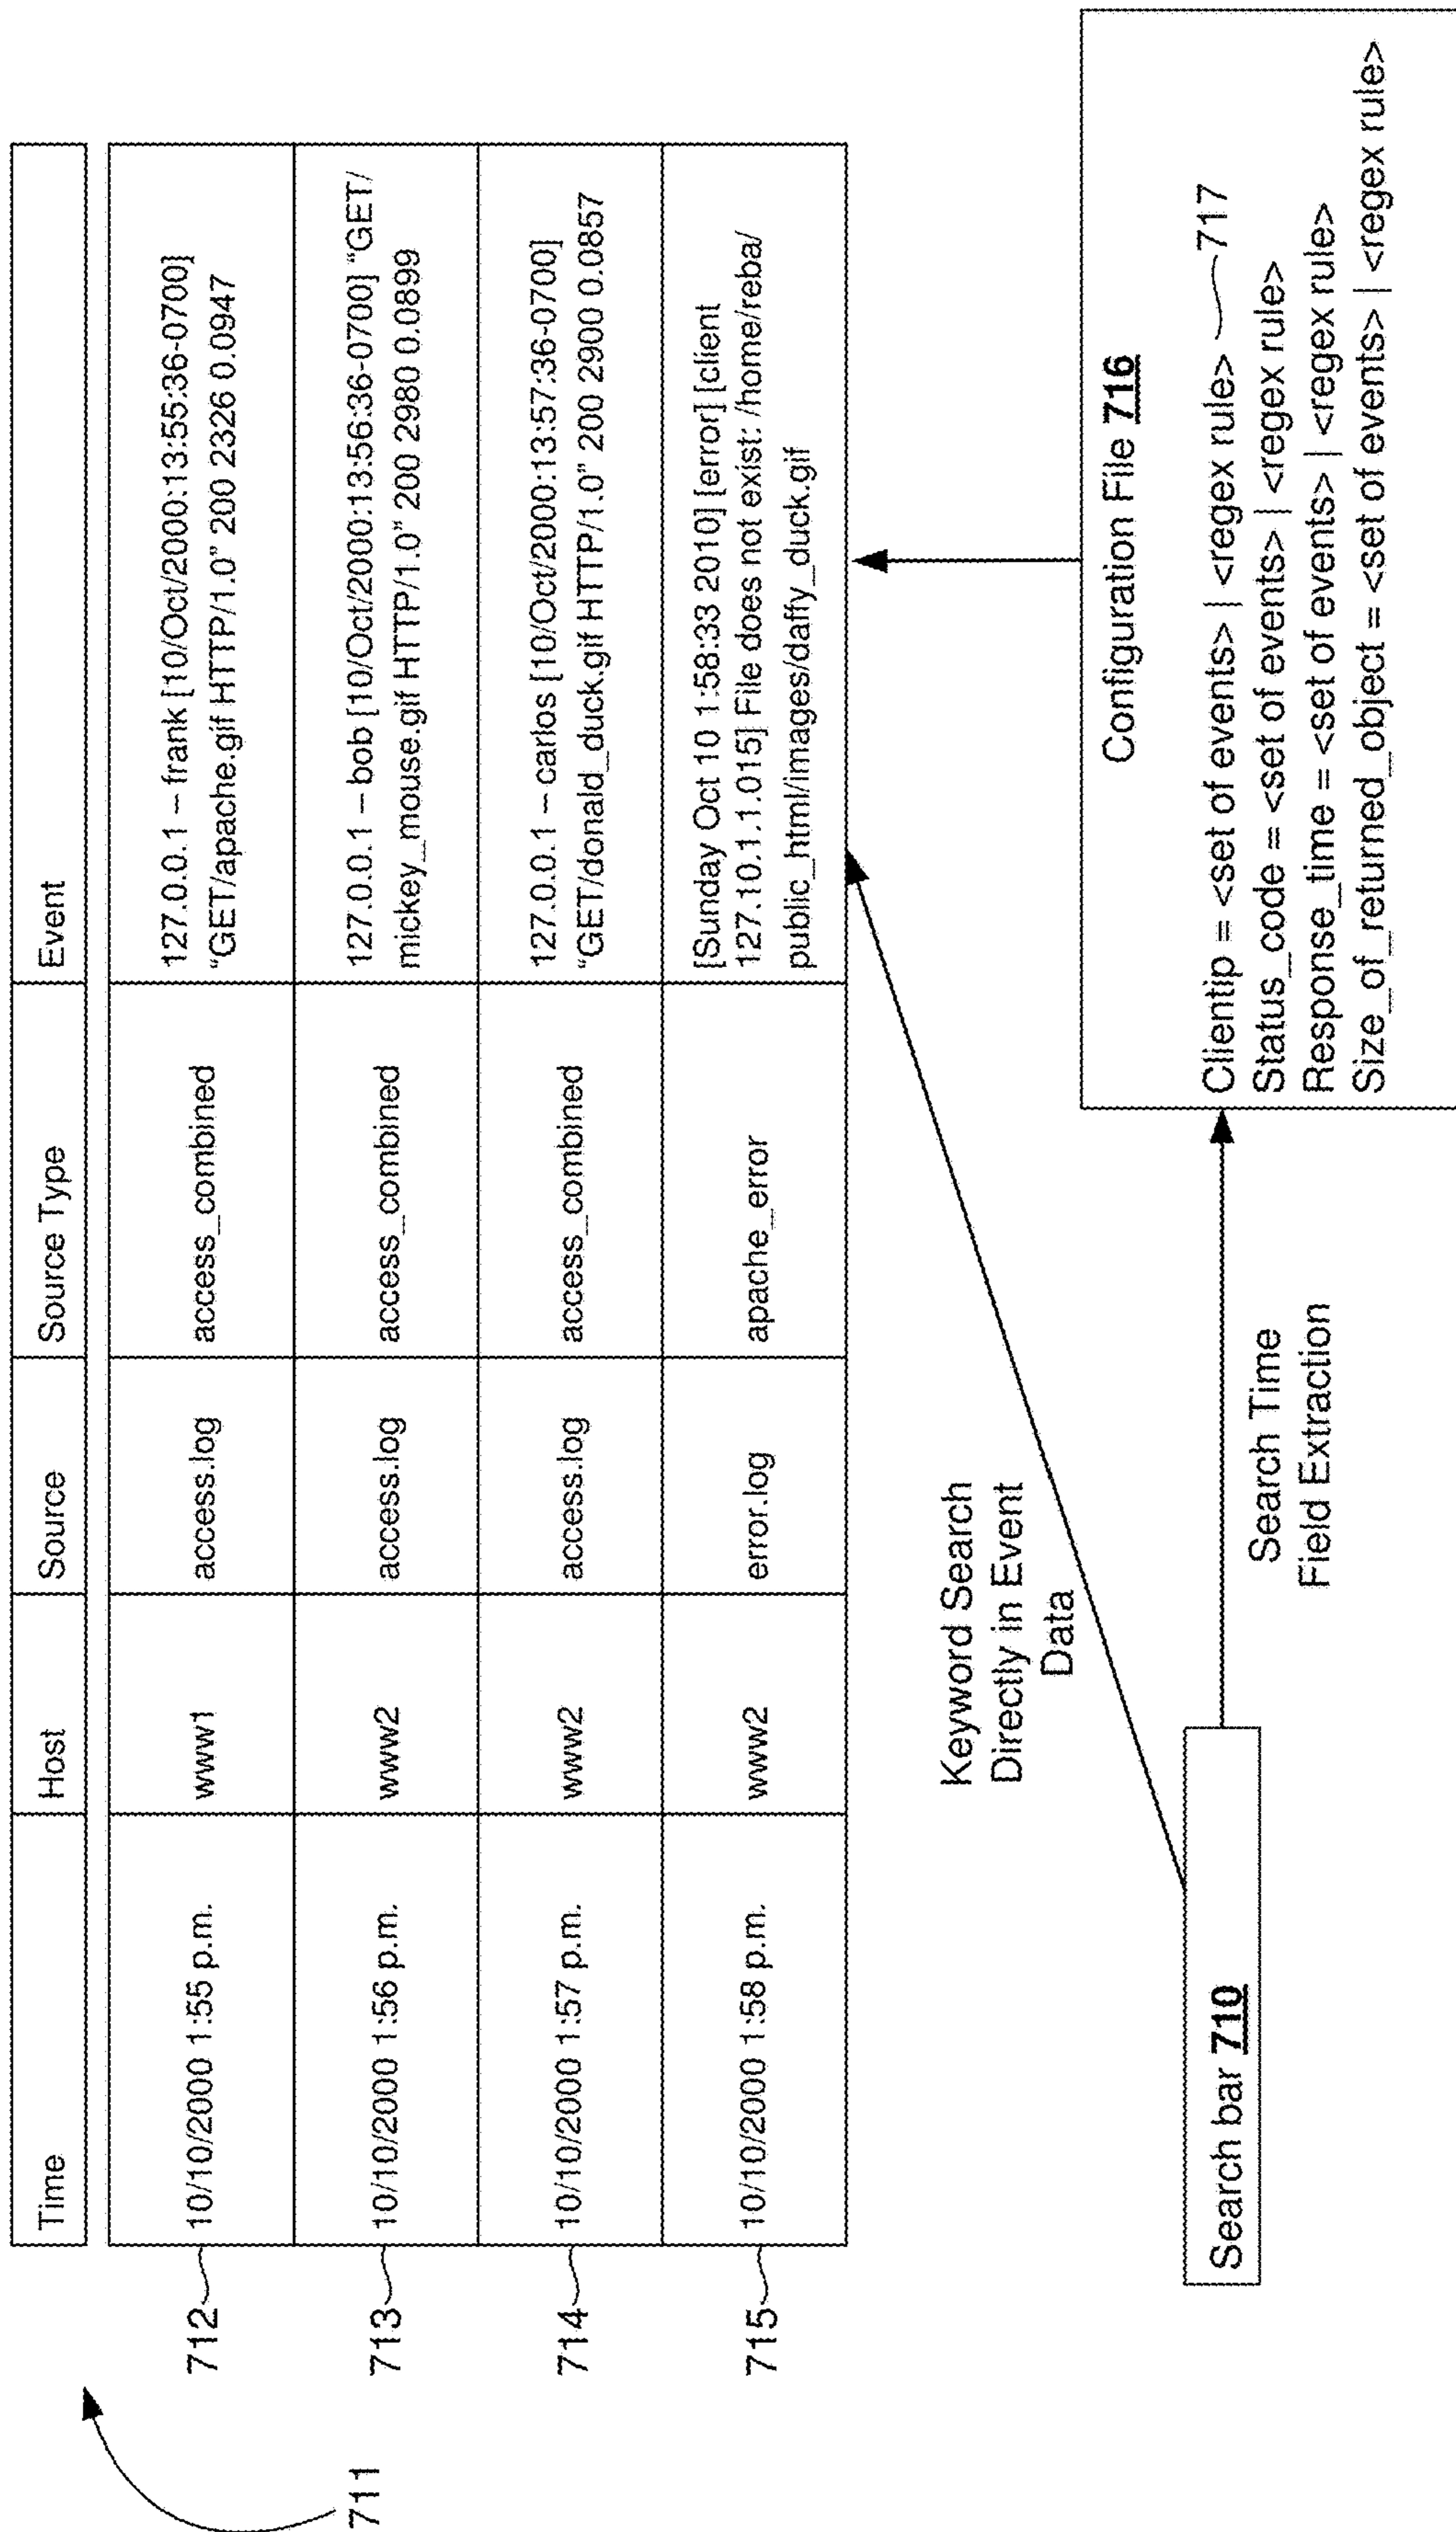 711
Time Host Source Source Type Event
712 10/10/2000 1:55 p.m. www1 access.log access_combined 127.0.0.1 – frank [10/Oct/2000:13:55:36-0700]
“GET/apache.gif HTTP/1.0” 200 2326 0.0947
713 10/10/2000 1:56 p.m. www2 access.log access_combined 127.0.0.1 – bob [10/Oct/2000:13:56:36-0700] “GET/
mickey_mouse.gif HTTP/1.0” 200 2980 0.0899
714 10/10/2000 1:57 p.m. www2 access.log access_combined 127.0.0.1 – carlos [10/Oct/2000:13:57:36-0700]
“GET/donald_duck.gif HTTP/1.0” 200 2900 0.0857
715 10/10/2000 1:58 p.m. www2 error.log apache_error [Sunday Oct 10 1:58:33 2010] [error] [client
127.10.1.1.015] File does not exist: /home/reba/
public_html/images/daffy_duck.gif
Keyword Search
Directly in Event
Data
Search bar 710
Search Time
Field Extraction
Configuration File 716
Clientip = <set of events> | <regex rule> 717
Status_code = <set of events> | <regex rule>
Response_time = <set of events> | <regex rule>
Size_of_returned_object = <set of events> | <regex rule>